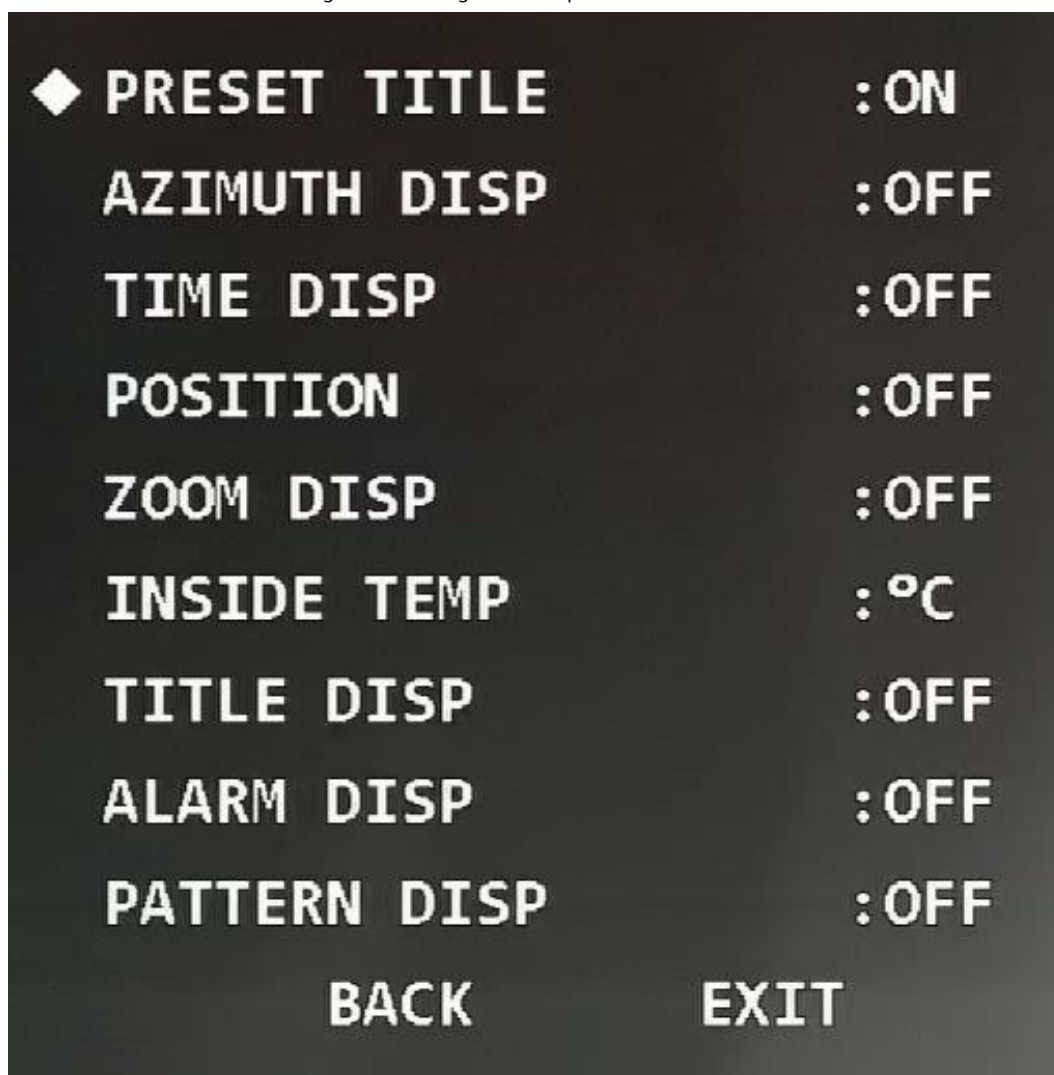 PRESET TITLE :ON
AZIMUTH DISP :OFF
TIME DISP :OFF
POSITION :OFF
ZOOM DISP :OFF
INSIDE TEMP :°C
TITLE DISP :OFF
ALARM DISP :OFF
PATTERN DISP :OFF
BACK EXIT